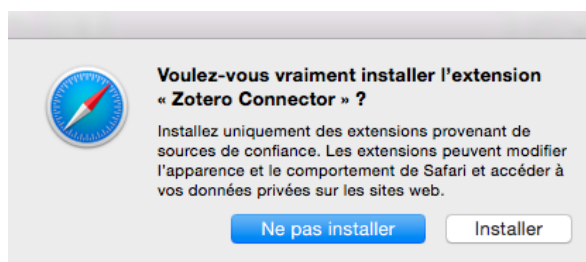 Voulez-vous vraiment installer l’extension
« Zotero Connector » ?
Installez uniquement des extensions provenant de
sources de confiance. Les extensions peuvent modifier
l’apparence et le comportement de Safari et accéder à
vos données privées sur les sites web.
Ne pas installer Installer